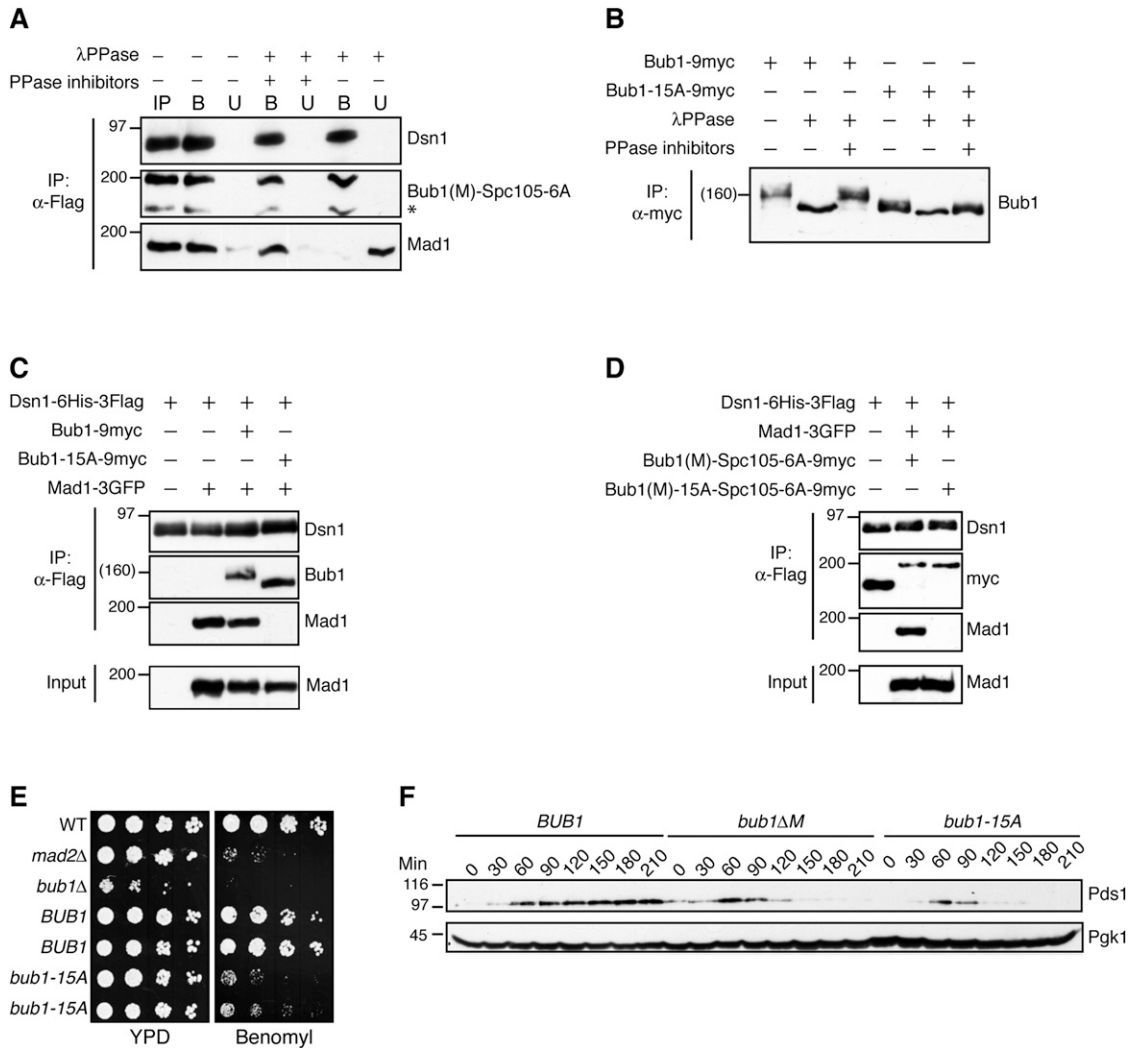 A
λPPase – – – + + + +
PPase inhibitors – – – + + – –
IP B U B U B U
97
Dsn1
IP:
α-Flag
200
Bub1(M)-Spc105-6A
*
200
Mad1
B
Bub1-9myc + + + – – –
Bub1-15A-9myc – – – + + +
λPPase – + + – + +
PPase inhibitors – – + – – +
IP:
α-myc
(160)
Bub1
C
Dsn1-6His-3Flag + + + +
Bub1-9myc – – + –
Bub1-15A-9myc – – – +
Mad1-3GFP – + + +
97
Dsn1
IP:
α-Flag
(160)
Bub1
200
Mad1
Input
200
Mad1
D
Dsn1-6His-3Flag + + +
Mad1-3GFP – + +
Bub1(M)-Spc105-6A-9myc – + –
Bub1(M)-15A-Spc105-6A-9myc – – +
97
Dsn1
IP:
α-Flag
200
myc
200
Mad1
Input
200
Mad1
E
WT
mad2Δ
bub1Δ
BUB1
BUB1
bub1-15A
bub1-15A
YPD Benomyl
F
BUB1 bub1ΔM bub1-15A
Min 0 30 60 90 120 150 180 210 0 30 60 90 120 150 180 210 0 30 60 90 120 150 180 210
116
97
Pds1
45
Pgk1